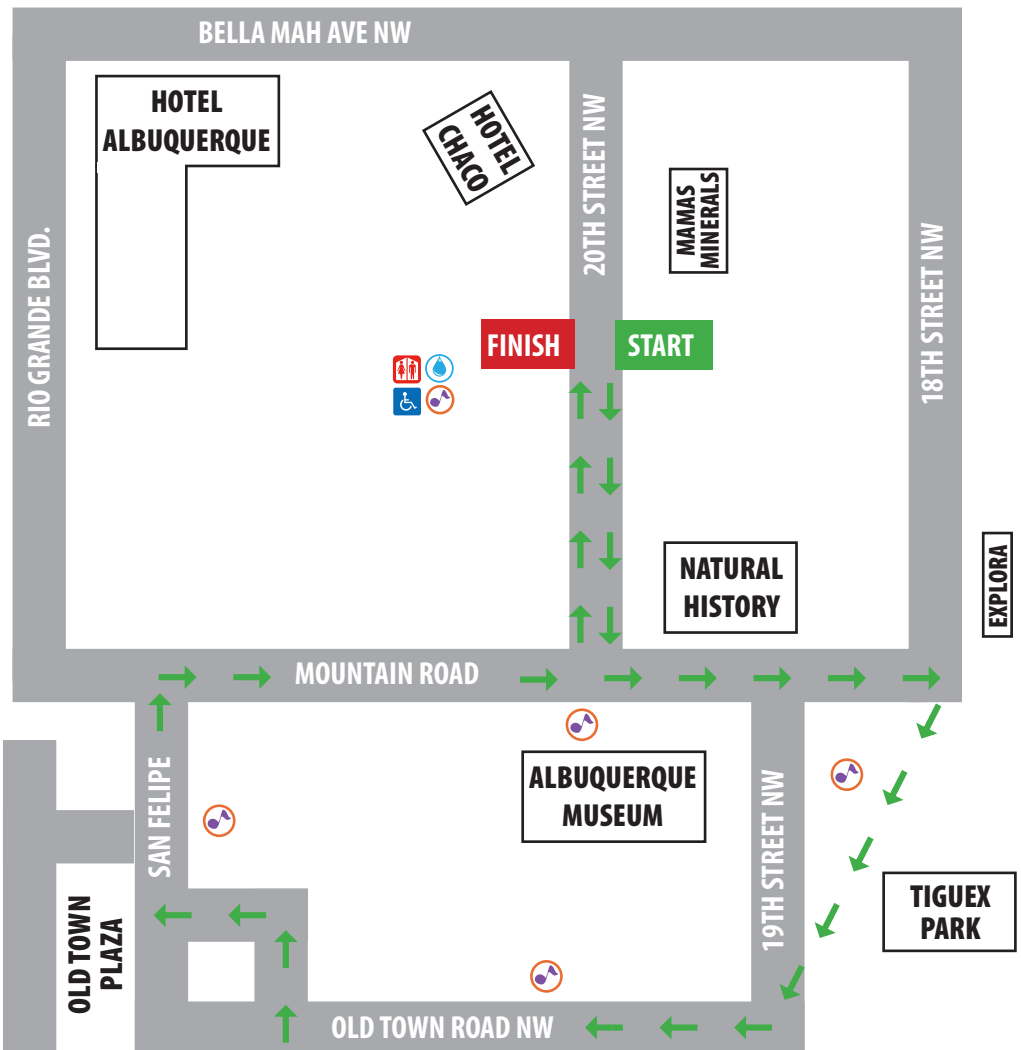 BELLA MAH AVE NW
HOTEL
ALBUQUERQUE
HOTEL
CHACO
20TH STREET NW
MAMAS
MINERALS
RIO GRANDE BLVD.
18TH STREET NW
FINISH
START
NATURAL
HISTORY
EXPLORA
MOUNTAIN ROAD
SAN FELIPE
ALBUQUERQUE
MUSEUM
19TH STREET NW
TIGUEX
PARK
OLD TOWN
PLAZA
OLD TOWN ROAD NW